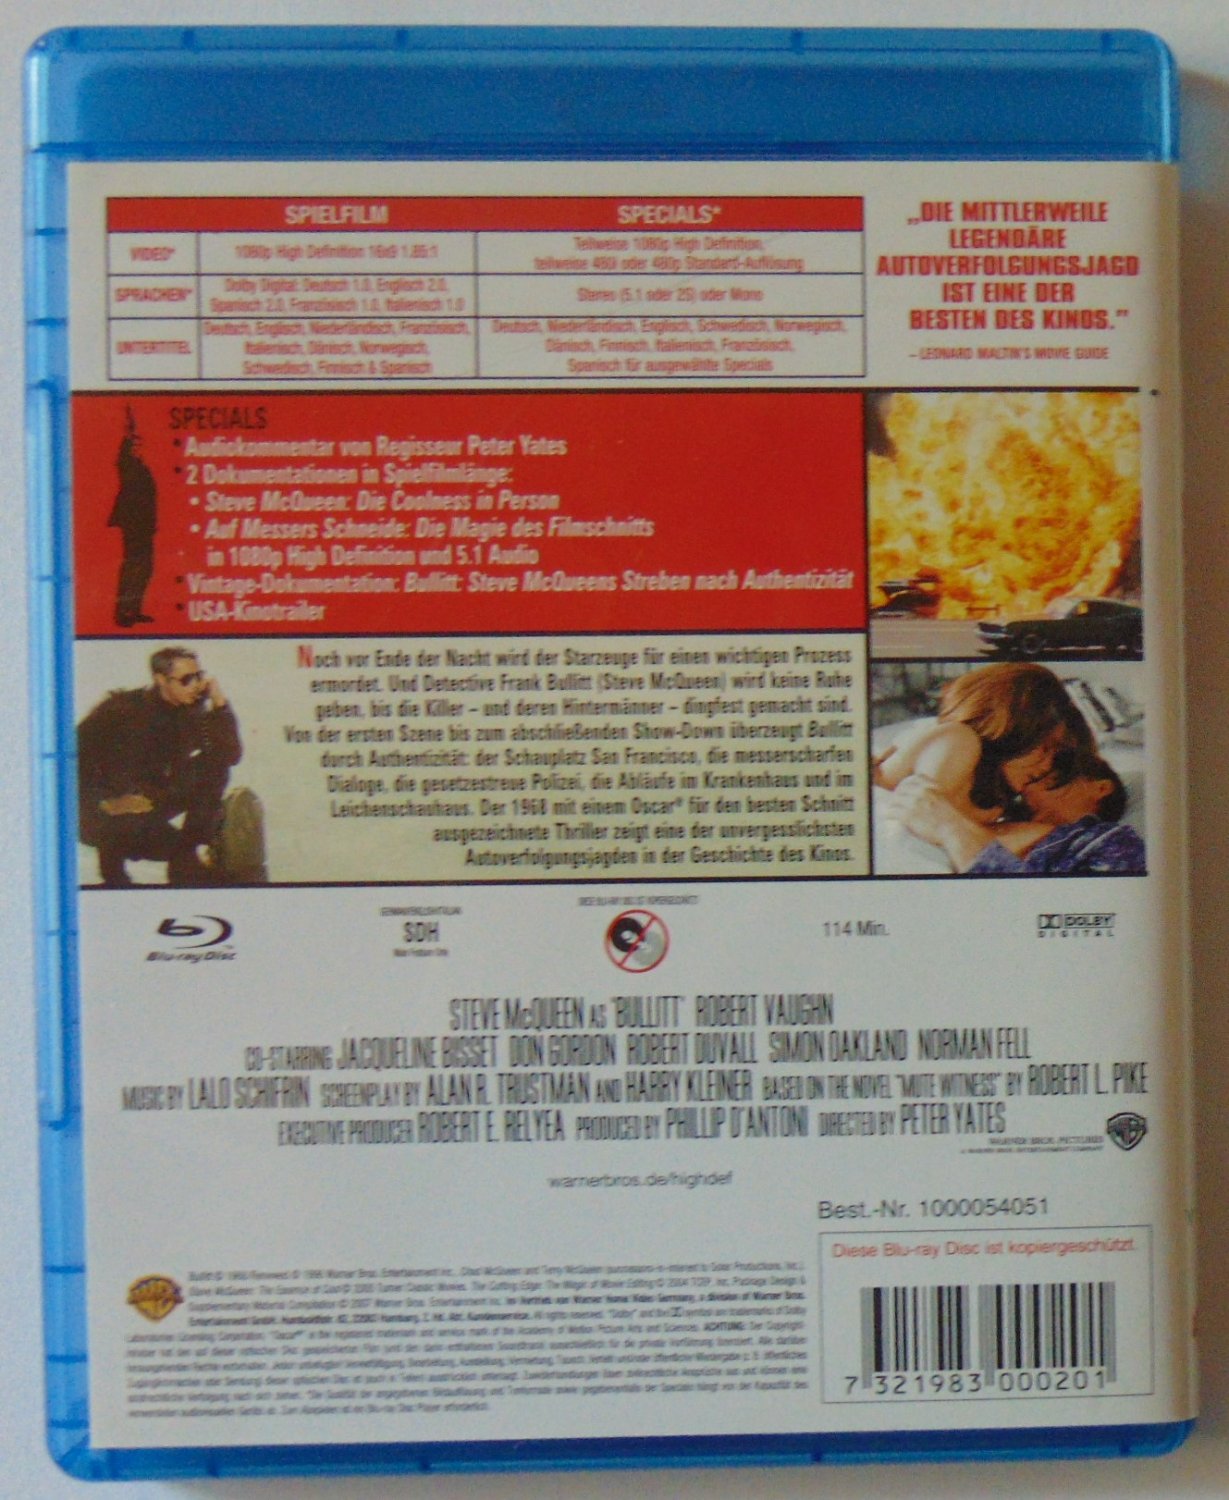 SPIELFILM SPECIALS*
VIDEO* 1080p High Definition 16x9 1.85:1 Teilweise 1080p High Definition,
teilweise 480i oder 480p Standard-Auflösung
SPRACHEN* Dolby Digital: Deutsch 1.0, Englisch 2.0,
Spanisch 2.0, Französisch 1.0, Italienisch 1.0
Stereo (5.1 oder 2S) oder Mono
UNTERTITEL Deutsch, Englisch, Niederländisch, Französisch,
Italienisch, Dänisch, Norwegisch,
Schwedisch, Finnisch & Spanisch
Deutsch, Niederländisch, Englisch, Schwedisch, Norwegisch,
Dänisch, Finnisch, Italienisch, Französisch,
Spanisch für ausgewählte Specials
„DIE MITTLERWEILE
LEGENDÄRE
AUTOVERFOLGUNGSJAGD
IST EINE DER
BESTEN DES KINOS."
– LEONARD MALTIN'S MOVIE GUIDE
SPECIALS
* Audiokommentar von Regisseur Peter Yates
* 2 Dokumentationen in Spielfilmlänge:
• Steve McQueen: Die Coolness in Person
• Auf Messers Schneide: Die Magie des Filmschnitts
in 1080p High Definition und 5.1 Audio
* Vintage-Dokumentation: Bullitt: Steve McQueens Streben nach Authentizität
* USA-Kinotrailer
Noch vor Ende der Nacht wird der Starzeuge für einen wichtigen Prozess
ermordet. Und Detective Frank Bullitt (Steve McQueen) wird keine Ruhe
geben, bis die Killer – und deren Hintermänner – dingfest gemacht sind.
Von der ersten Szene bis zum abschließenden Show-Down überzeugt Bullitt
durch Authentizität: der Schauplatz San Francisco, die messerscharfen
Dialoge, die gesetzestreue Polizei, die Abläufe im Krankenhaus und im
Leichenschauhaus. Der 1968 mit einem Oscar® für den besten Schnitt
ausgezeichnete Thriller zeigt eine der unvergesslichsten
Autoverfolgungsjagden in der Geschichte des Kinos.
Blu-ray Disc
SDH
114 Min.
DOLBY
DIGITAL
STEVE McQUEEN AS 'BULLITT' ROBERT VAUGHN
CO-STARRING JACQUELINE BISSET DON GORDON ROBERT DUVALL SIMON OAKLAND NORMAN FELL
MUSIC BY LALO SCHIFRIN SCREENPLAY BY ALAN R. TRUSTMAN AND HARRY KLEINER BASED ON THE NOVEL "MUTE WITNESS" BY ROBERT L. PIKE
EXECUTIVE PRODUCER ROBERT E. RELYEA PRODUCED BY PHILLIP D'ANTONI DIRECTED BY PETER YATES
WARNER BROS. PICTURES
warnerbros.de/highdef
Best.-Nr. 1000054051
Diese Blu-ray Disc ist kopiergeschützt.
7 321983 000201